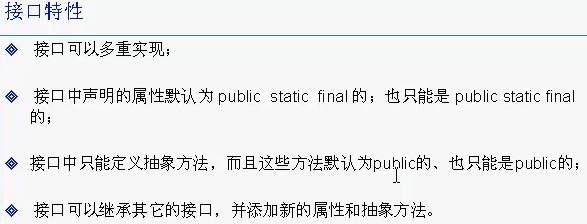 接口特性
接口可以多重实现；
接口中声明的属性默认为 public static final 的；也只能是 public static final
的；
接口中只能定义抽象方法，而且这些方法默认为public的、也只能是public的；
接口可以继承其它的接口，并添加新的属性和抽象方法。